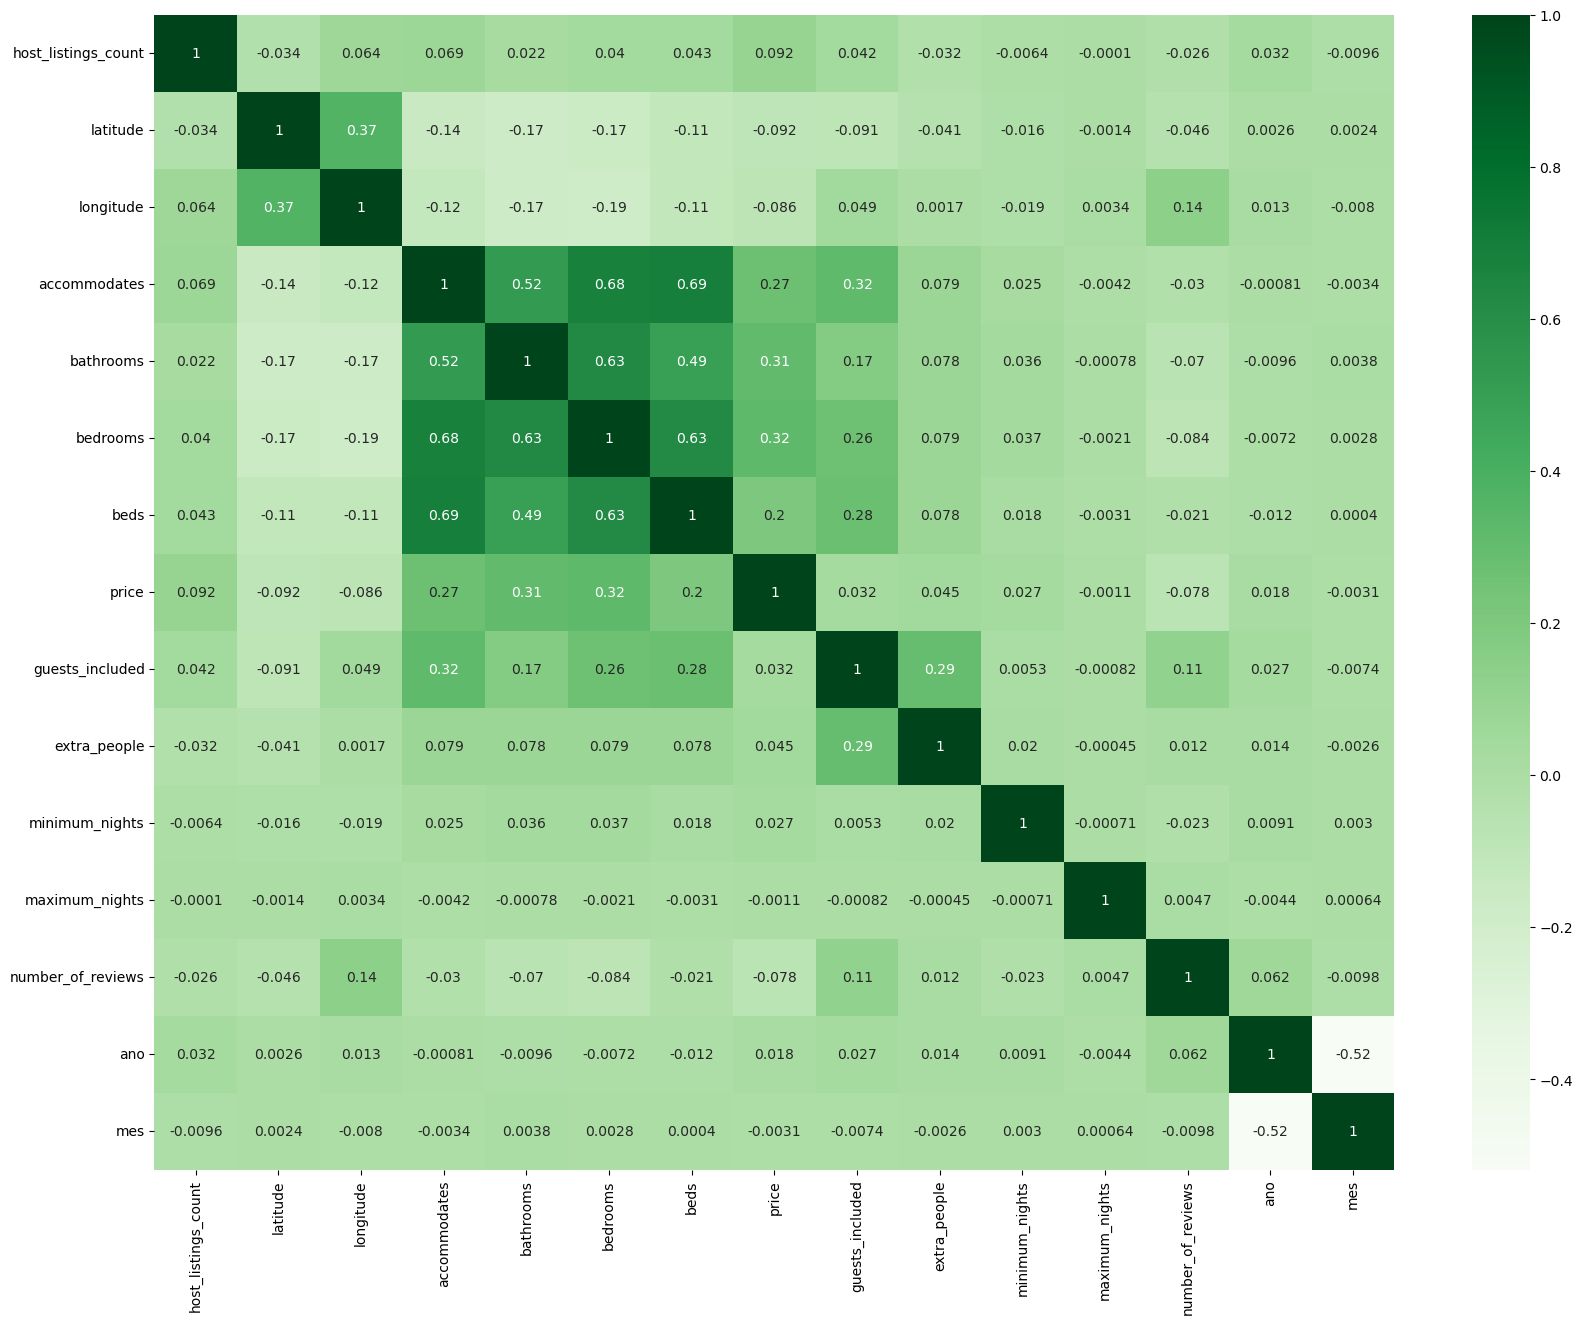 host_listings_count 1 -0.034 0.064 0.069 0.022 0.04 0.043 0.092 0.042 -0.032 -0.0064 -0.0001 -0.026 0.032 -0.0096
latitude -0.034 1 0.37 -0.14 -0.17 -0.17 -0.11 -0.092 -0.091 -0.041 -0.016 -0.0014 -0.046 0.0026 0.0024
longitude 0.064 0.37 1 -0.12 -0.17 -0.19 -0.11 -0.086 0.049 0.0017 -0.019 0.0034 0.14 0.013 -0.008
accommodates 0.069 -0.14 -0.12 1 0.52 0.68 0.69 0.27 0.32 0.079 0.025 -0.0042 -0.03 -0.00081 -0.0034
bathrooms 0.022 -0.17 -0.17 0.52 1 0.63 0.49 0.31 0.17 0.078 0.036 -0.00078 -0.07 -0.0096 0.0038
bedrooms 0.04 -0.17 -0.19 0.68 0.63 1 0.63 0.32 0.26 0.079 0.037 -0.0021 -0.084 -0.0072 0.0028
beds 0.043 -0.11 -0.11 0.69 0.49 0.63 1 0.2 0.28 0.078 0.018 -0.0031 -0.021 -0.012 0.0004
price 0.092 -0.092 -0.086 0.27 0.31 0.32 0.2 1 0.032 0.045 0.027 -0.0011 -0.078 0.018 -0.0031
guests_included 0.042 -0.091 0.049 0.32 0.17 0.26 0.28 0.032 1 0.29 0.0053 -0.00082 0.11 0.027 -0.0074
extra_people -0.032 -0.041 0.0017 0.079 0.078 0.079 0.078 0.045 0.29 1 0.02 -0.00045 0.012 0.014 -0.0026
minimum_nights -0.0064 -0.016 -0.019 0.025 0.036 0.037 0.018 0.027 0.0053 0.02 1 -0.00071 -0.023 0.0091 0.003
maximum_nights -0.0001 -0.0014 0.0034 -0.0042 -0.00078 -0.0021 -0.0031 -0.0011 -0.00082 -0.00045 -0.00071 1 0.0047 -0.0044 0.00064
number_of_reviews -0.026 -0.046 0.14 -0.03 -0.07 -0.084 -0.021 -0.078 0.11 0.012 -0.023 0.0047 1 0.062 -0.0098
ano 0.032 0.0026 0.013 -0.00081 -0.0096 -0.0072 -0.012 0.018 0.027 0.014 0.0091 -0.0044 0.062 1 -0.52
mes -0.0096 0.0024 -0.008 -0.0034 0.0038 0.0028 0.0004 -0.0031 -0.0074 -0.0026 0.003 0.00064 -0.0098 -0.52 1
host_listings_count
latitude
longitude
accommodates
bathrooms
bedrooms
beds
price
guests_included
extra_people
minimum_nights
maximum_nights
number_of_reviews
ano
mes
1.0
0.8
0.6
0.4
0.2
0.0
−0.2
−0.4